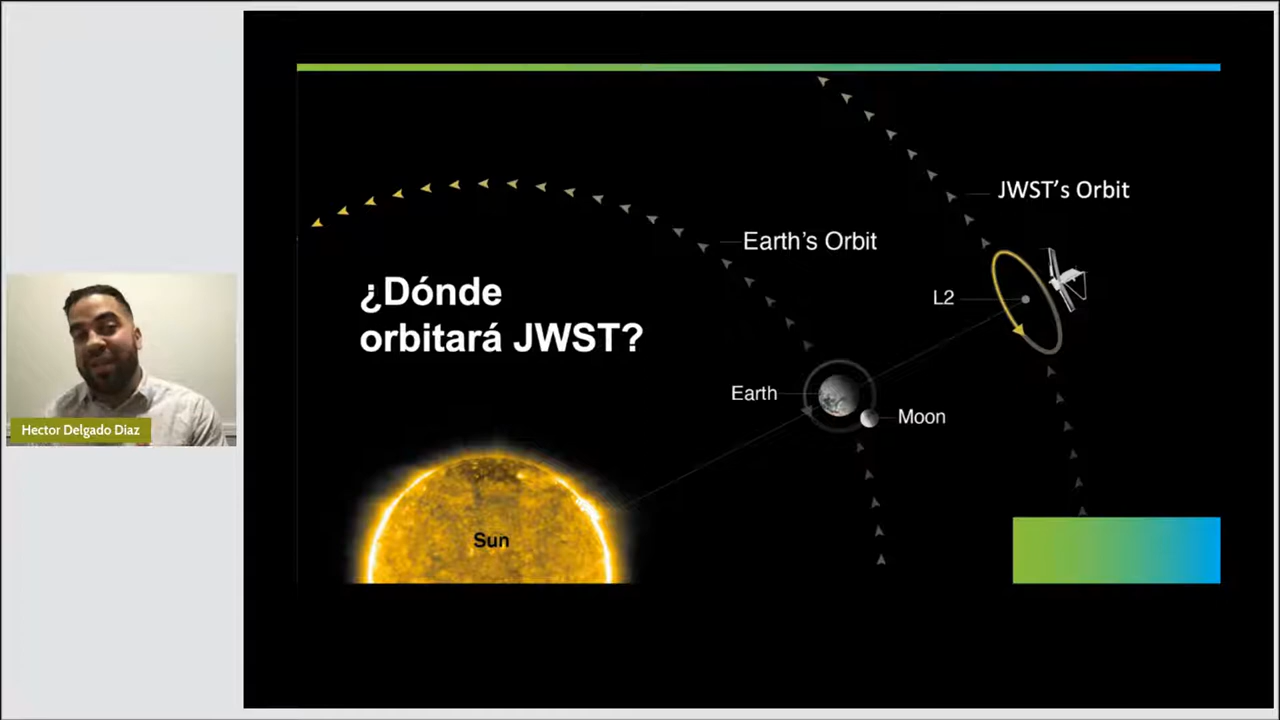 JWST's Orbit
Earth's Orbit
¿Dónde
orbitará JWST?
L2
Earth
Moon
Hector Delgado Diaz
Sun